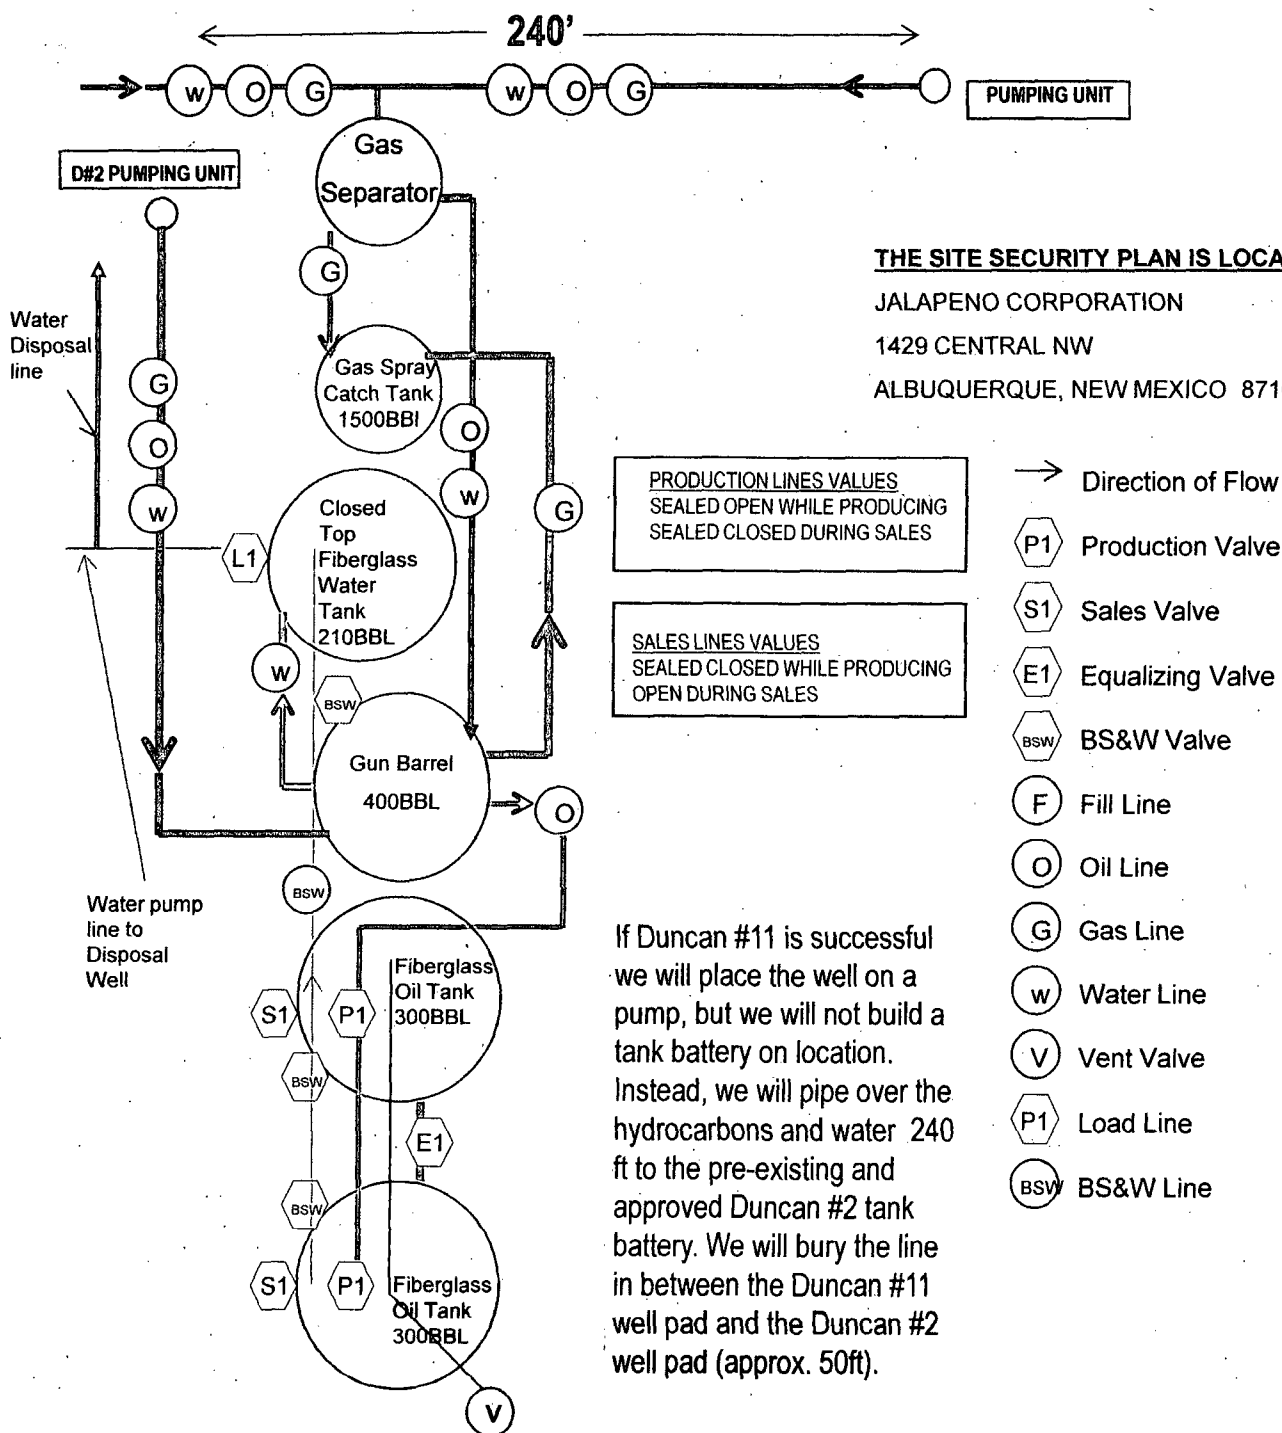 240'
W O G W O G
PUMPING UNIT
Gas
Separator
D#2 PUMPING UNIT
G
THE SITE SECURITY PLAN IS LOCA
JALAPENO CORPORATION
1429 CENTRAL NW
ALBUQUERQUE, NEW MEXICO 871
Water
Disposal
line
G
O
W
Gas Spray
Catch Tank
1500BBl
O
W
G
PRODUCTION LINES VALUES
SEALED OPEN WHILE PRODUCING
SEALED CLOSED DURING SALES
SALES LINES VALUES
SEALED CLOSED WHILE PRODUCING
OPEN DURING SALES
L1
Closed
Top
Fiberglass
Water
Tank
210BBL
W
BSW
Gun Barrel
400BBL
O
BSW
Water pump
line to
Disposal
Well
Fiberglass
Oil Tank
300BBL
S1
P1
BSW
E1
BSW
S1
P1
Fiberglass
Oil Tank
300BBL
V
If Duncan #11 is successful
we will place the well on a
pump, but we will not build a
tank battery on location.
Instead, we will pipe over the
hydrocarbons and water 240
ft to the pre-existing and
approved Duncan #2 tank
battery. We will bury the line
in between the Duncan #11
well pad and the Duncan #2
well pad (approx. 50ft).
Direction of Flow
P1 Production Valve
S1 Sales Valve
E1 Equalizing Valve
BSW BS&W Valve
F Fill Line
O Oil Line
G Gas Line
W Water Line
V Vent Valve
P1 Load Line
BSW BS&W Line